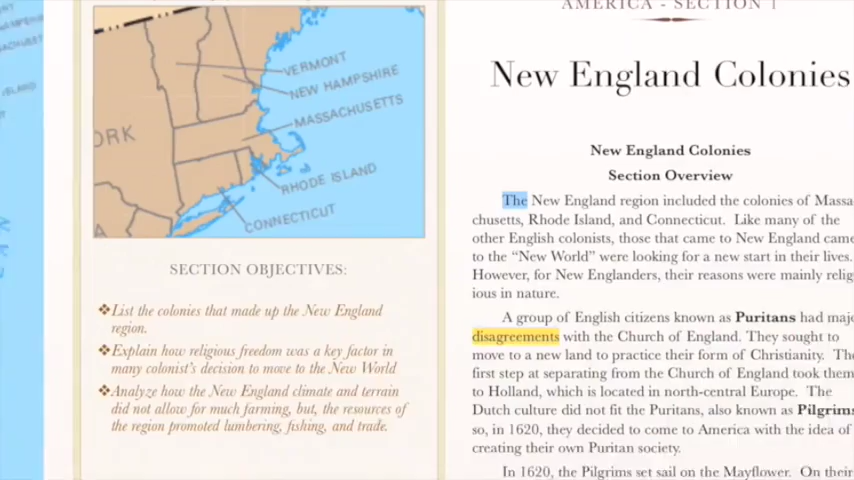 VERMONT
NEW HAMPSHIRE
MASSACHUSETTS
RHODE ISLAND
CONNECTICUT
ORK
SECTION OBJECTIVES:
❖List the colonies that made up the New England
region.
❖Explain how religious freedom was a key factor in
many colonist's decision to move to the New World
❖Analyze how the New England climate and terrain
did not allow for much farming, but, the resources of
the region promoted lumbering, fishing, and trade.
AMERICA - SECTION 1
New England Colonies
New England Colonies
Section Overview
The New England region included the colonies of Massa
chusetts, Rhode Island, and Connecticut. Like many of the
other English colonists, those that came to New England came
to the “New World” were looking for a new start in their lives.
However, for New Englanders, their reasons were mainly relig
ious in nature.
A group of English citizens known as Puritans had majo
disagreements with the Church of England. They sought to
move to a new land to practice their form of Christianity. The
first step at separating from the Church of England took them
to Holland, which is located in north-central Europe. The
Dutch culture did not fit the Puritans, also known as Pilgrims
so, in 1620, they decided to come to America with the idea of
creating their own Puritan society.
In 1620, the Pilgrims set sail on the Mayflower. On their